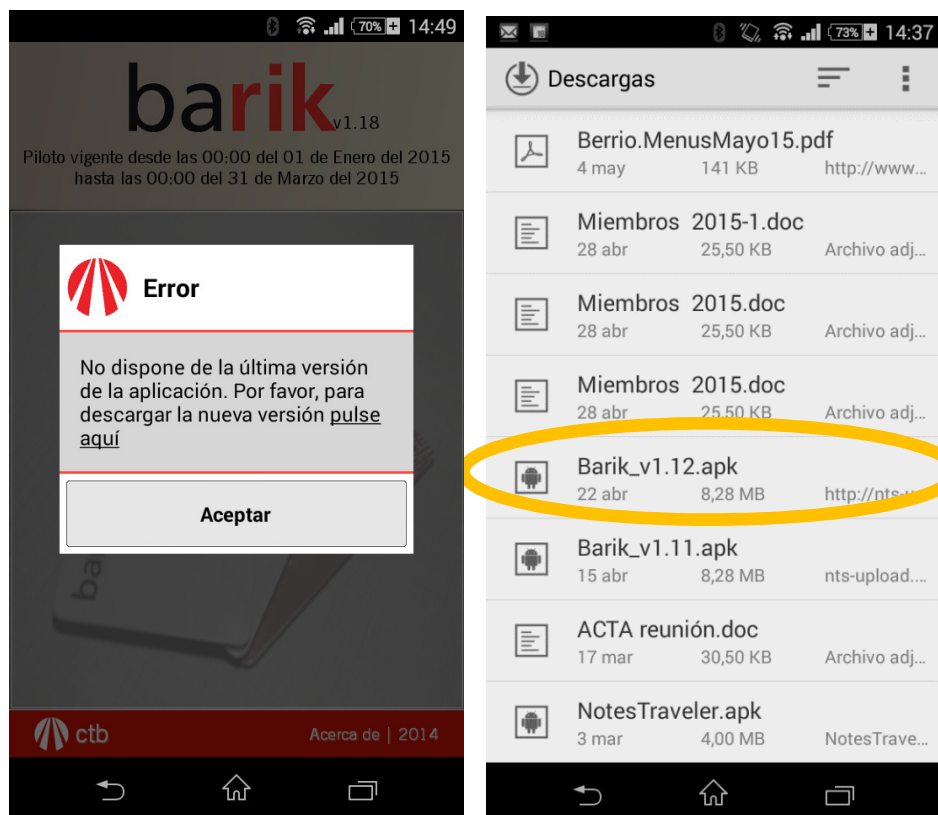 70% 14:49
barik v1.18
Piloto vigente desde las 00:00 del 01 de Enero del 2015
hasta las 00:00 del 31 de Marzo del 2015
Error
No dispone de la última versión
de la aplicación. Por favor, para
descargar la nueva versión pulse
aquí
Aceptar
ba
ctb
Acerca de | 2014
73% 14:37
Descargas
Berrio.MenusMayo15.pdf
4 may 141 KB http://www...
Miembros 2015-1.doc
28 abr 25,50 KB Archivo adj...
Miembros 2015.doc
28 abr 25,50 KB Archivo adj...
Miembros 2015.doc
28 abr 25,50 KB Archivo adj...
Barik_v1.12.apk
22 abr 8,28 MB http://nts-
Barik_v1.11.apk
15 abr 8,28 MB nts-upload....
ACTA reunión.doc
17 mar 30,50 KB Archivo adj...
NotesTraveler.apk
3 mar 4,00 MB NotesTrave...